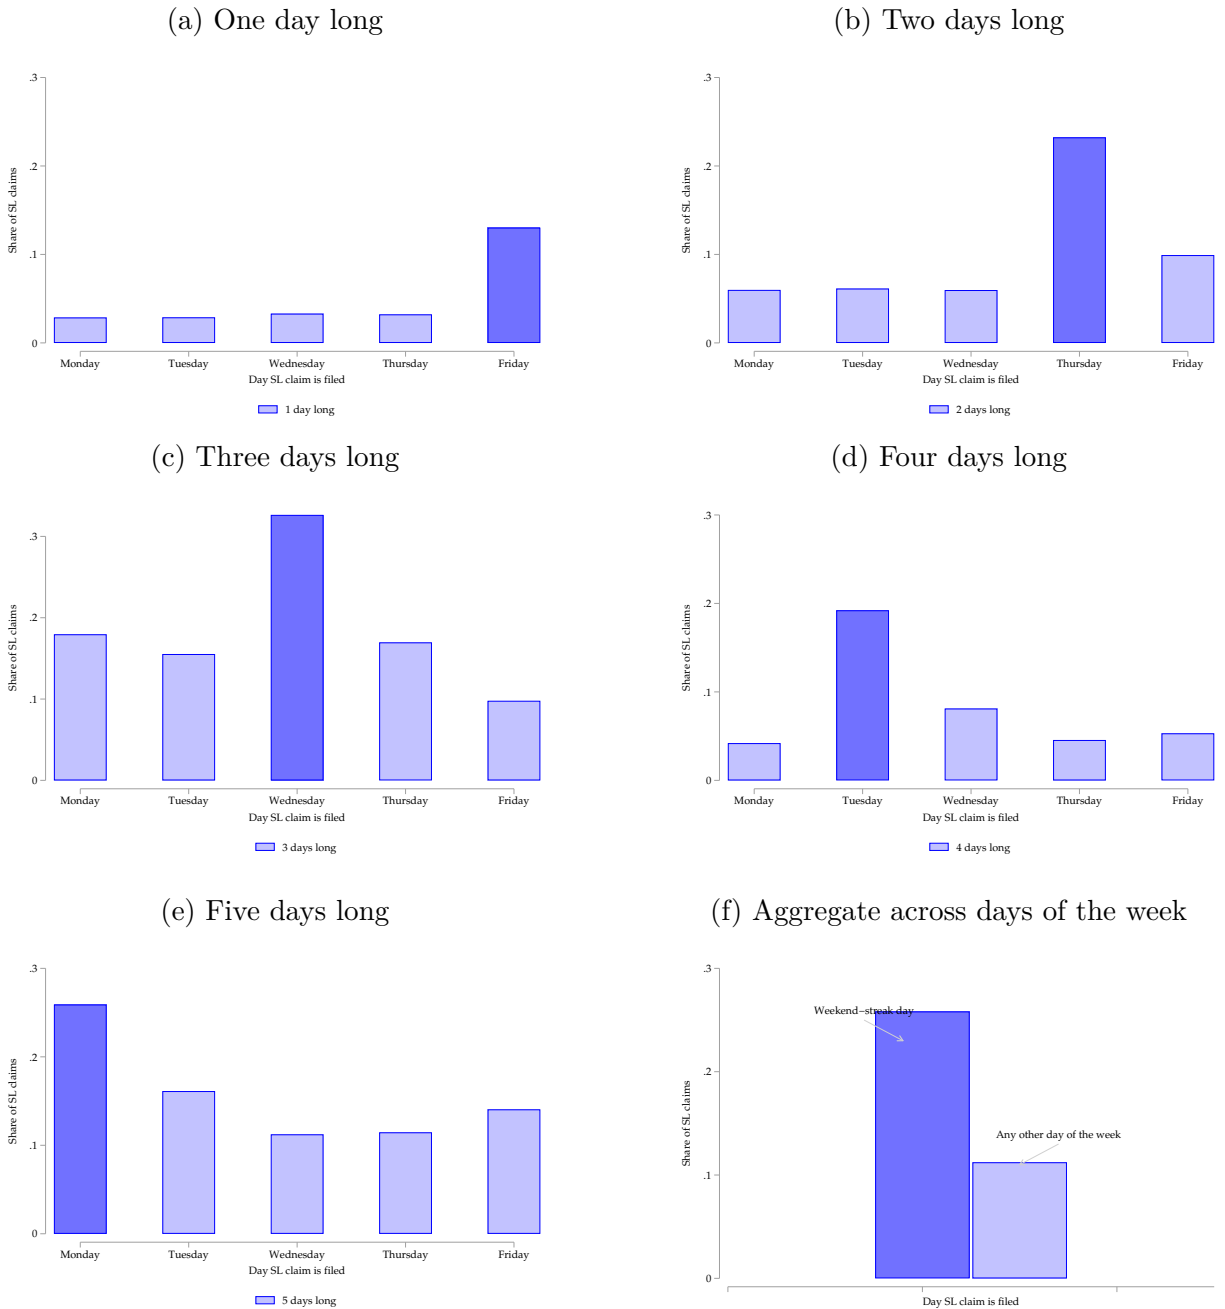 (a) One day long
.3
.2
.1
0
Share of SL claims
Monday Tuesday Wednesday Thursday Friday
Day SL claim is filed
1 day long
(b) Two days long
.3
.2
.1
0
Share of SL claims
Monday Tuesday Wednesday Thursday Friday
Day SL claim is filed
2 days long
(c) Three days long
.3
.2
.1
0
Share of SL claims
Monday Tuesday Wednesday Thursday Friday
Day SL claim is filed
3 days long
(d) Four days long
.3
.2
.1
0
Share of SL claims
Monday Tuesday Wednesday Thursday Friday
Day SL claim is filed
4 days long
(e) Five days long
.3
.2
.1
0
Share of SL claims
Monday Tuesday Wednesday Thursday Friday
Day SL claim is filed
5 days long
(f) Aggregate across days of the week
.3
.2
.1
0
Share of SL claims
Weekend−streak day
Any other day of the week
Day SL claim is filed